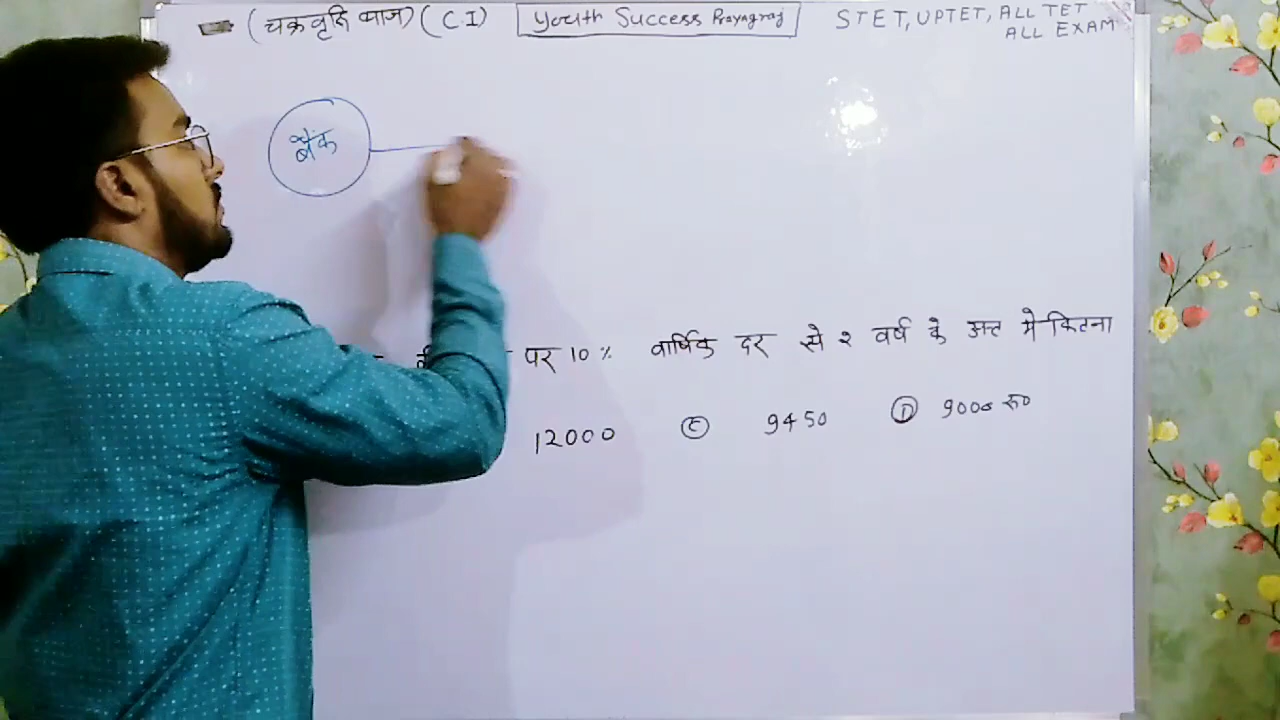 (चक्रवृद्धि ब्याज) (C.I)
Youth Success Prayagraj
STET, UPTET, ALL TET
ALL EXAM
बैंक
पर 10% वार्षिक दर से २ वर्ष के अन्त मे कितना
12000 Ⓒ 9450 Ⓓ 9000 रू०